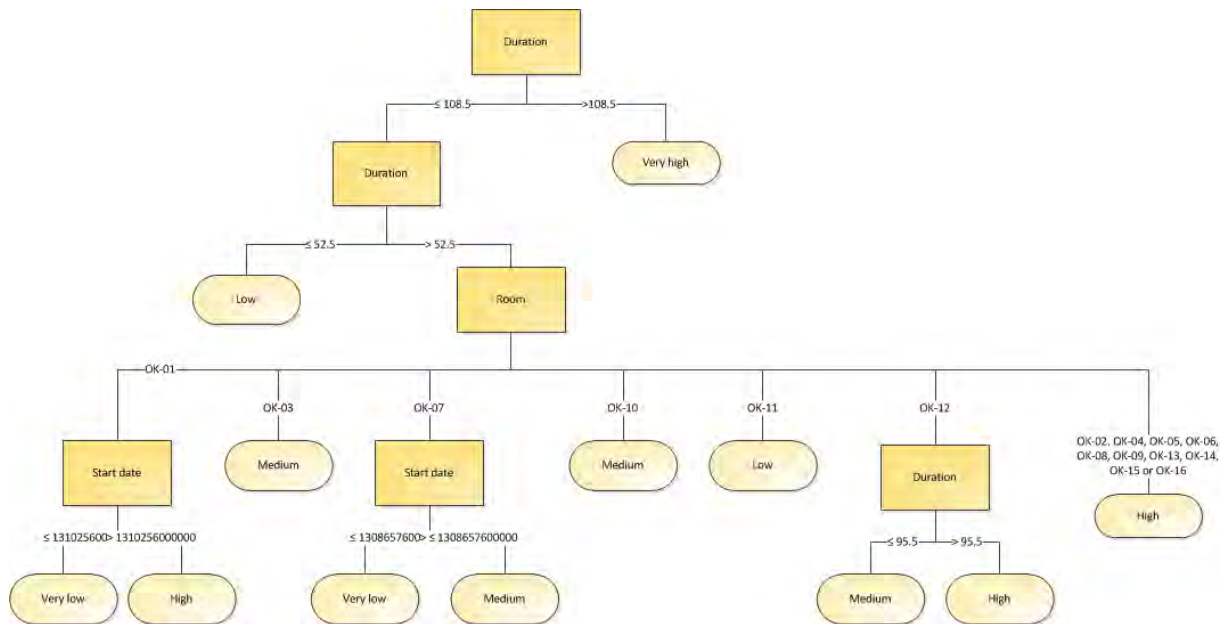 Duration
≤ 108.5
>108.5
Duration
Very high
≤ 52.5
> 52.5
Low
Room
OK-01
OK-03
OK-07
OK-10
OK-11
OK-12
OK-02, OK-04, OK-05, OK-06,
OK-08, OK-09, OK-13, OK-14,
OK-15 or OK-16
Start date
Medium
Start date
Medium
Low
Duration
High
≤ 131025600> 1310256000000
≤ 1308657600> ≤ 1308657600000
≤ 95.5
> 95.5
Very low
High
Very low
Medium
Medium
High